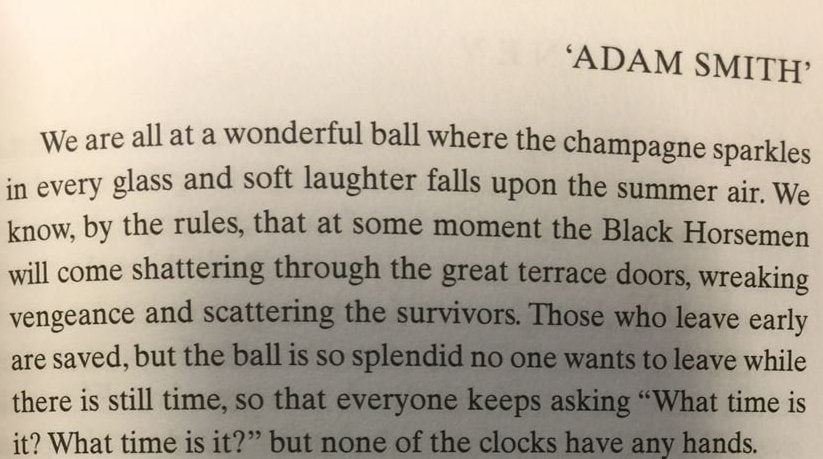 ‘ADAM SMITH’
We are all at a wonderful ball where the champagne sparkles
in every glass and soft laughter falls upon the summer air. We
know, by the rules, that at some moment the Black Horsemen
will come shattering through the great terrace doors, wreaking
vengeance and scattering the survivors. Those who leave early
are saved, but the ball is so splendid no one wants to leave while
there is still time, so that everyone keeps asking “What time is
it? What time is it?” but none of the clocks have any hands.